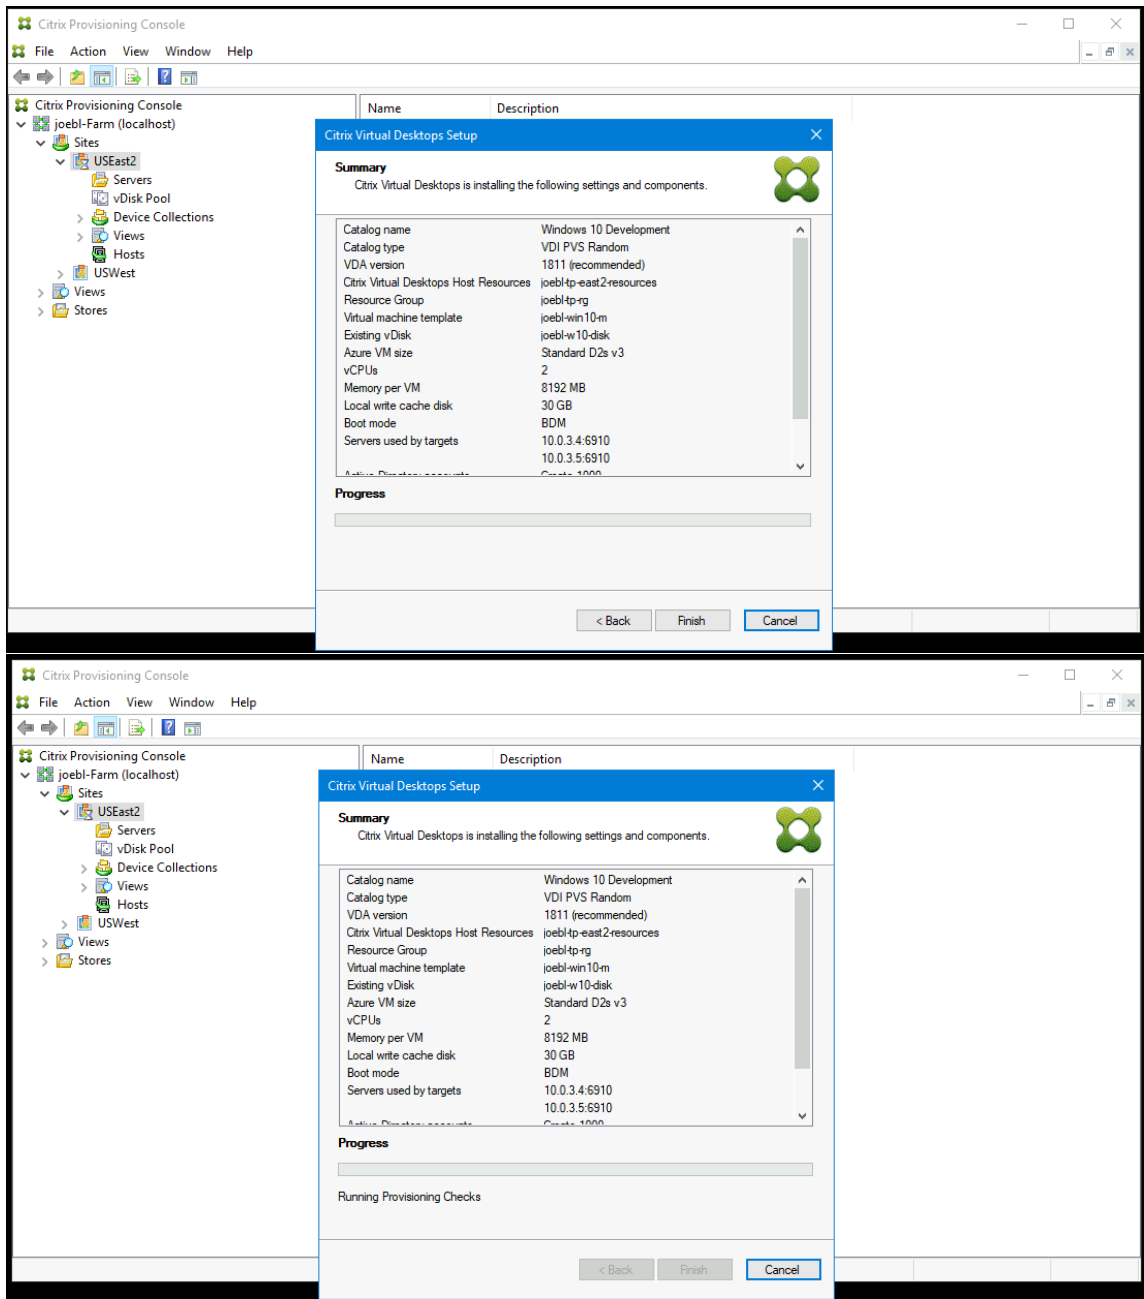 Citrix Provisioning Console
File Action View Window Help
Citrix Provisioning Console
joebl-Farm (localhost)
Sites
USEast2
Servers
vDisk Pool
Device Collections
Views
Hosts
USWest
Views
Stores
Name Description
Citrix Virtual Desktops Setup
Summary
Citrix Virtual Desktops is installing the following settings and components.
Catalog name Windows 10 Development
Catalog type VDI PVS Random
VDA version 1811 (recommended)
Citrix Virtual Desktops Host Resources joebl-tp-east2-resources
Resource Group joebl-tp-rg
Virtual machine template joebl-win10-m
Existing vDisk joebl-w10-disk
Azure VM size Standard D2s v3
vCPUs 2
Memory per VM 8192 MB
Local write cache disk 30 GB
Boot mode BDM
Servers used by targets 10.0.3.4:6910
10.0.3.5:6910
Active Directory accounts Create 1000
Progress
< Back Finish Cancel
Citrix Provisioning Console
File Action View Window Help
Citrix Provisioning Console
joebl-Farm (localhost)
Sites
USEast2
Servers
vDisk Pool
Device Collections
Views
Hosts
USWest
Views
Stores
Name Description
Citrix Virtual Desktops Setup
Summary
Citrix Virtual Desktops is installing the following settings and components.
Catalog name Windows 10 Development
Catalog type VDI PVS Random
VDA version 1811 (recommended)
Citrix Virtual Desktops Host Resources joebl-tp-east2-resources
Resource Group joebl-tp-rg
Virtual machine template joebl-win10-m
Existing vDisk joebl-w10-disk
Azure VM size Standard D2s v3
vCPUs 2
Memory per VM 8192 MB
Local write cache disk 30 GB
Boot mode BDM
Servers used by targets 10.0.3.4:6910
10.0.3.5:6910
Active Directory accounts Create 1000
Progress
Running Provisioning Checks
< Back Finish Cancel